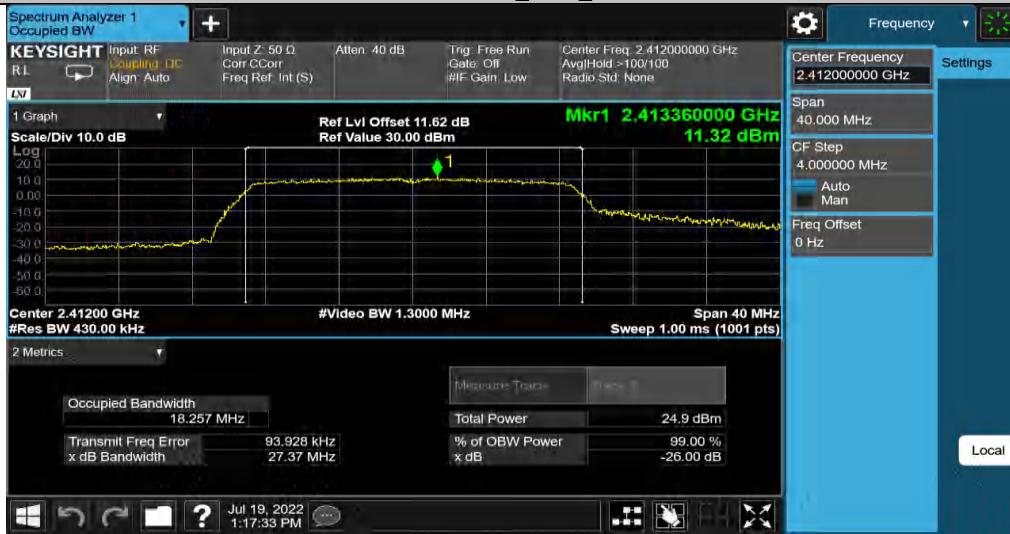 Spectrum Analyzer 1
Occupied BW
+
Frequency
KEYSIGHT
RL
LXI
Input: RF
Coupling: DC
Align: Auto
Input Z: 50 Ω
Corr CCorr
Freq Ref: Int (S)
Atten: 40 dB
Trig: Free Run
Gate: Off
#IF Gain: Low
Center Freq: 2.412000000 GHz
Avg|Hold >100/100
Radio Std: None
Center Frequency
2.412000000 GHz
Settings
Span
40.000 MHz
CF Step
4.000000 MHz
Auto
Man
Freq Offset
0 Hz
Local
1 Graph
Scale/Div 10.0 dB
Ref Lvl Offset 11.62 dB
Ref Value 30.00 dBm
Mkr1 2.413360000 GHz
11.32 dBm
Log
20.0
10.0
0.00
-10.0
-20.0
-30.0
-40.0
-50.0
-60.0
1
Center 2.41200 GHz
#Res BW 430.00 kHz
#Video BW 1.3000 MHz
Span 40 MHz
Sweep 1.00 ms (1001 pts)
2 Metrics
Measure Trace
Trace 1
Occupied Bandwidth
18.257 MHz
Total Power
24.9 dBm
Transmit Freq Error
93.928 kHz
% of OBW Power
99.00 %
x dB Bandwidth
27.37 MHz
x dB
-26.00 dB
?
Jul 19, 2022
1:17:33 PM